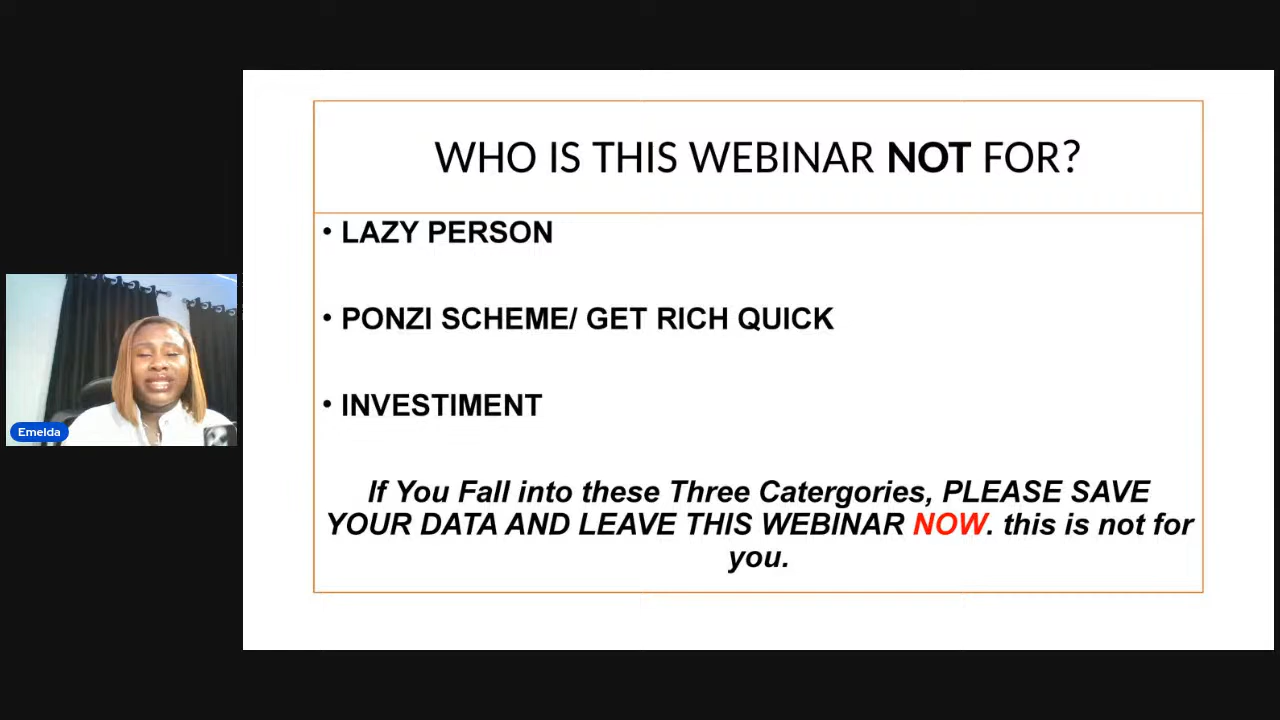 WHO IS THIS WEBINAR NOT FOR?
• LAZY PERSON
• PONZI SCHEME/ GET RICH QUICK
• INVESTIMENT
If You Fall into these Three Catergories, PLEASE SAVE
YOUR DATA AND LEAVE THIS WEBINAR NOW. this is not for
you.
Emelda